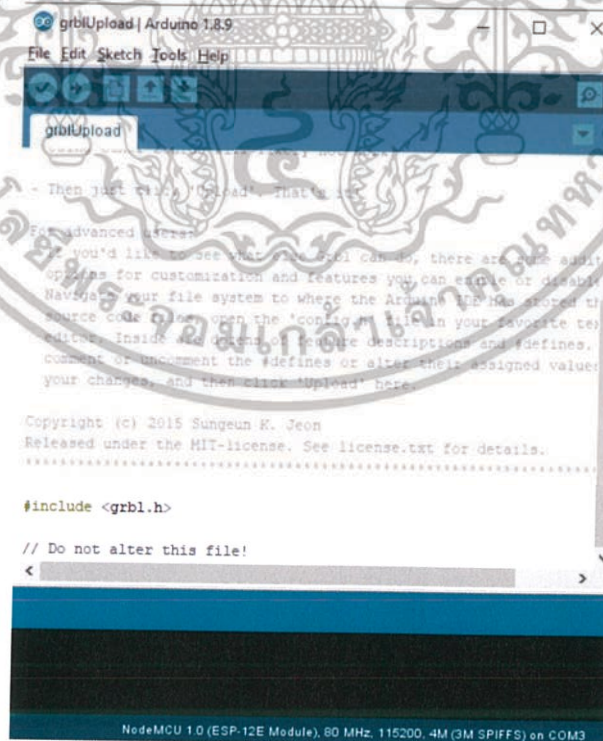 grblUpload | Arduino 1.8.9
File Edit Sketch Tools Help
grblUpload
- Then just click 'Upload'. That's it!
For advanced users:
If you'd like to see what else Grbl can do, there are some addit
options for customization and features you can enable or disable
Navigate your file system to where the Arduino IDE has stored th
source code files, open the 'config.h' file in your favorite tex
editor. Inside are dozens of feature descriptions and #defines.
comment or uncomment the #defines or alter their assigned values
your changes, and then click 'Upload' here.
Copyright (c) 2015 Sungeun K. Jeon
Released under the MIT-license. See license.txt for details.
#include <grbl.h>
// Do not alter this file!
NodeMCU 1.0 (ESP-12E Module), 80 MHz, 115200, 4M (3M SPIFFS) on COM3